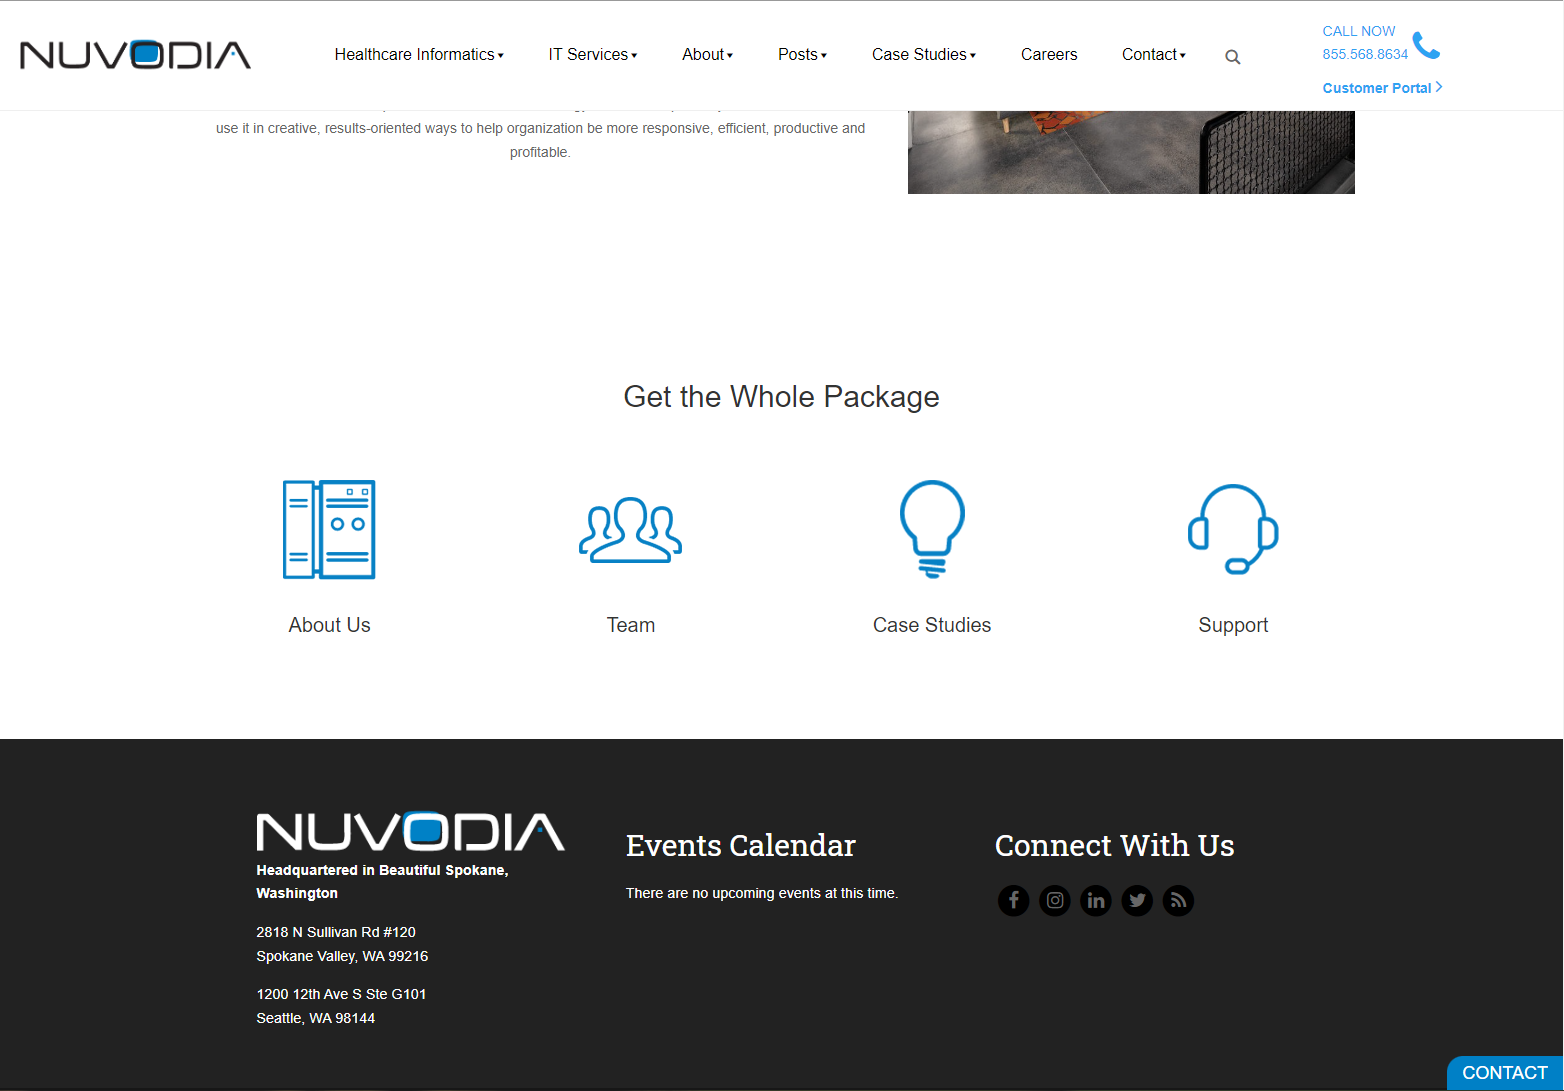 NUVODIA
Healthcare Informatics
IT Services
About
Posts
Case Studies
Careers
Contact
CALL NOW
855.568.8634
Customer Portal
use it in creative, results-oriented ways to help organization be more responsive, efficient, productive and
profitable.
Get the Whole Package
About Us
Team
Case Studies
Support
NUVODIA
Headquartered in Beautiful Spokane,
Washington
2818 N Sullivan Rd #120
Spokane Valley, WA 99216
1200 12th Ave S Ste G101
Seattle, WA 98144
Events Calendar
There are no upcoming events at this time.
Connect With Us
CONTACT